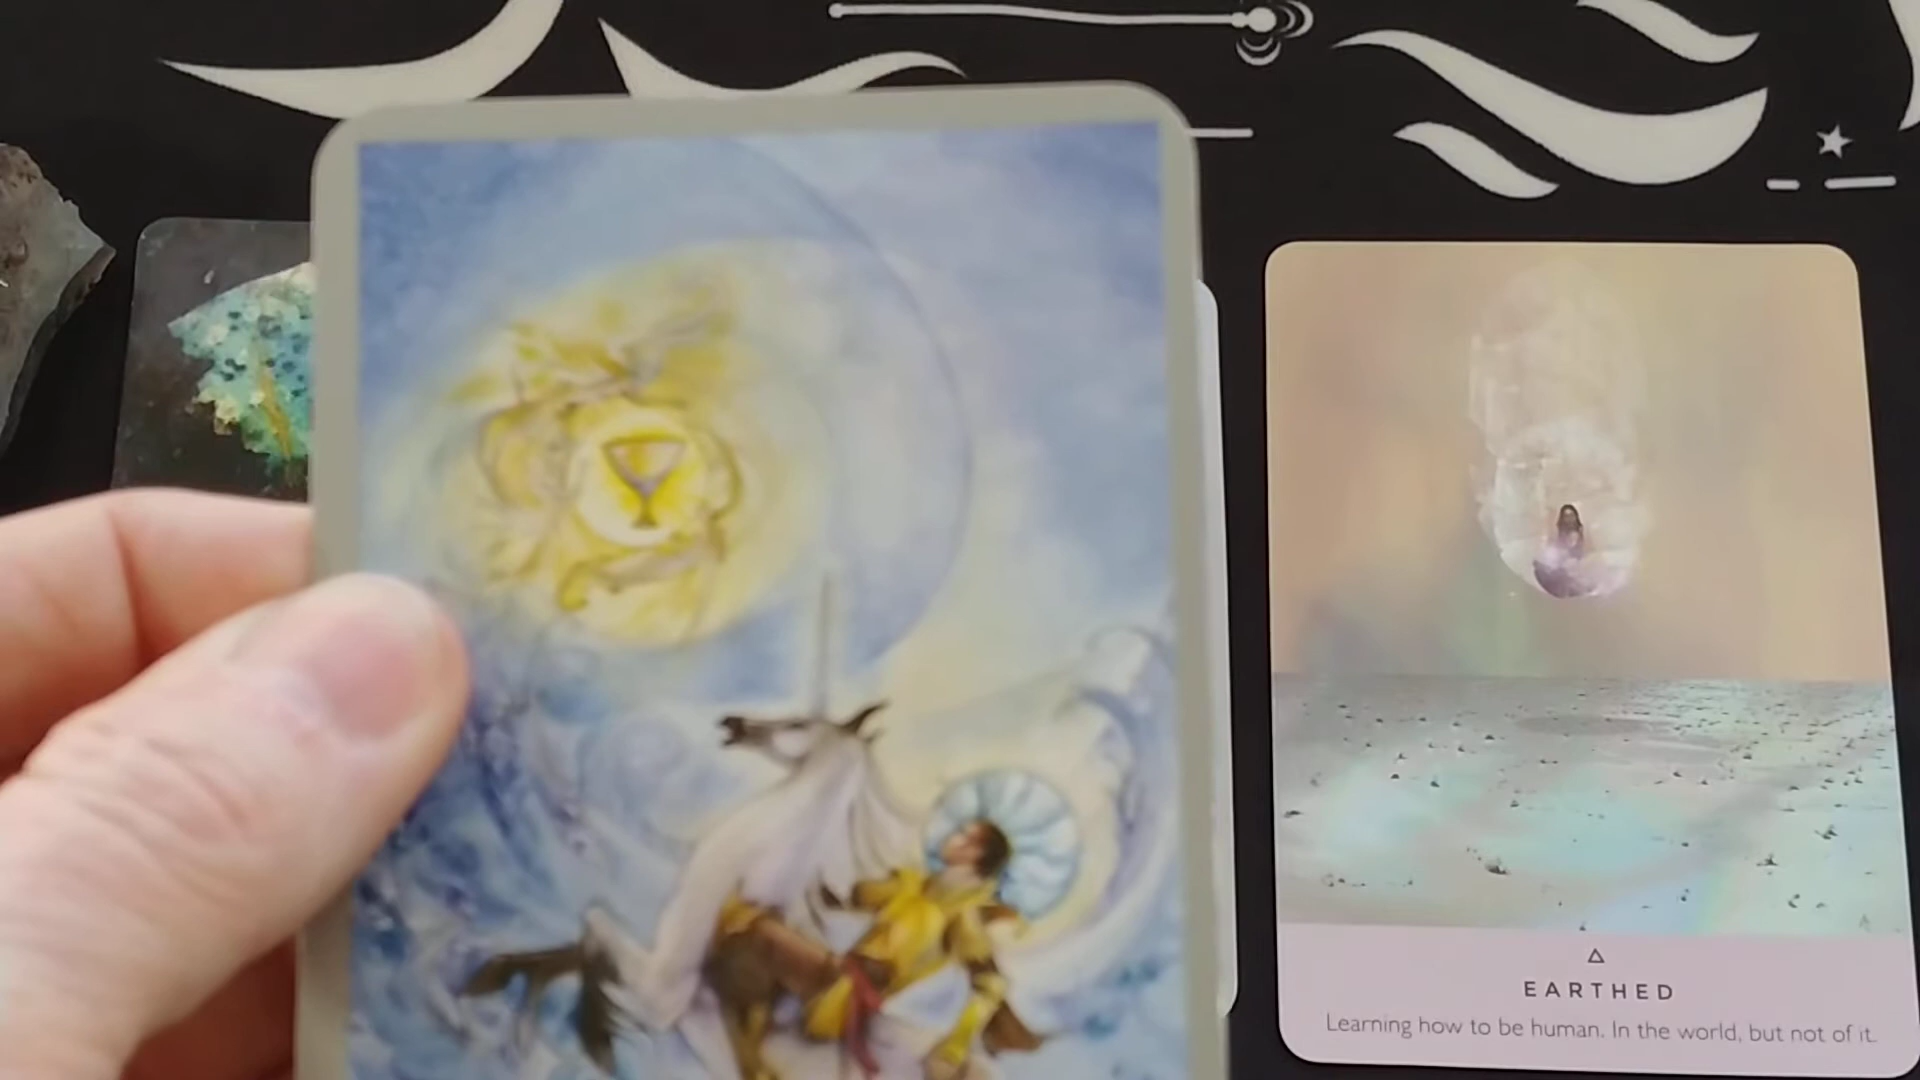 EARTHED
Learning how to be human. In the world, but not of it.